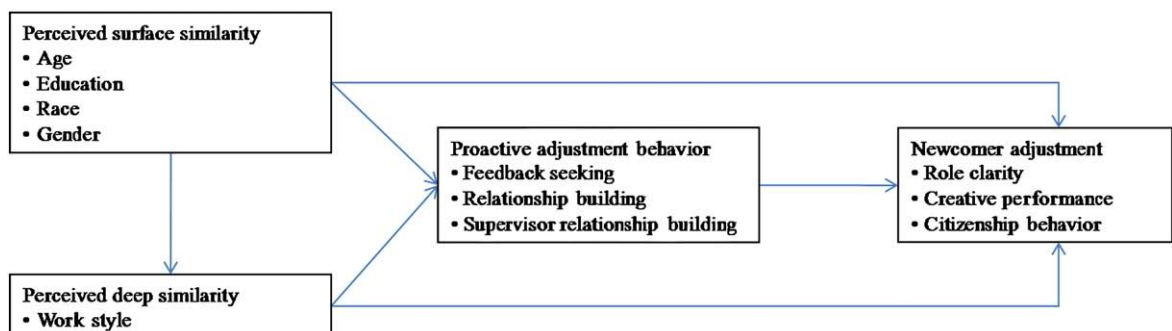 Perceived surface similarity
• Age
• Education
• Race
• Gender
Proactive adjustment behavior
• Feedback seeking
• Relationship building
• Supervisor relationship building
Newcomer adjustment
• Role clarity
• Creative performance
• Citizenship behavior
Perceived deep similarity
• Work style